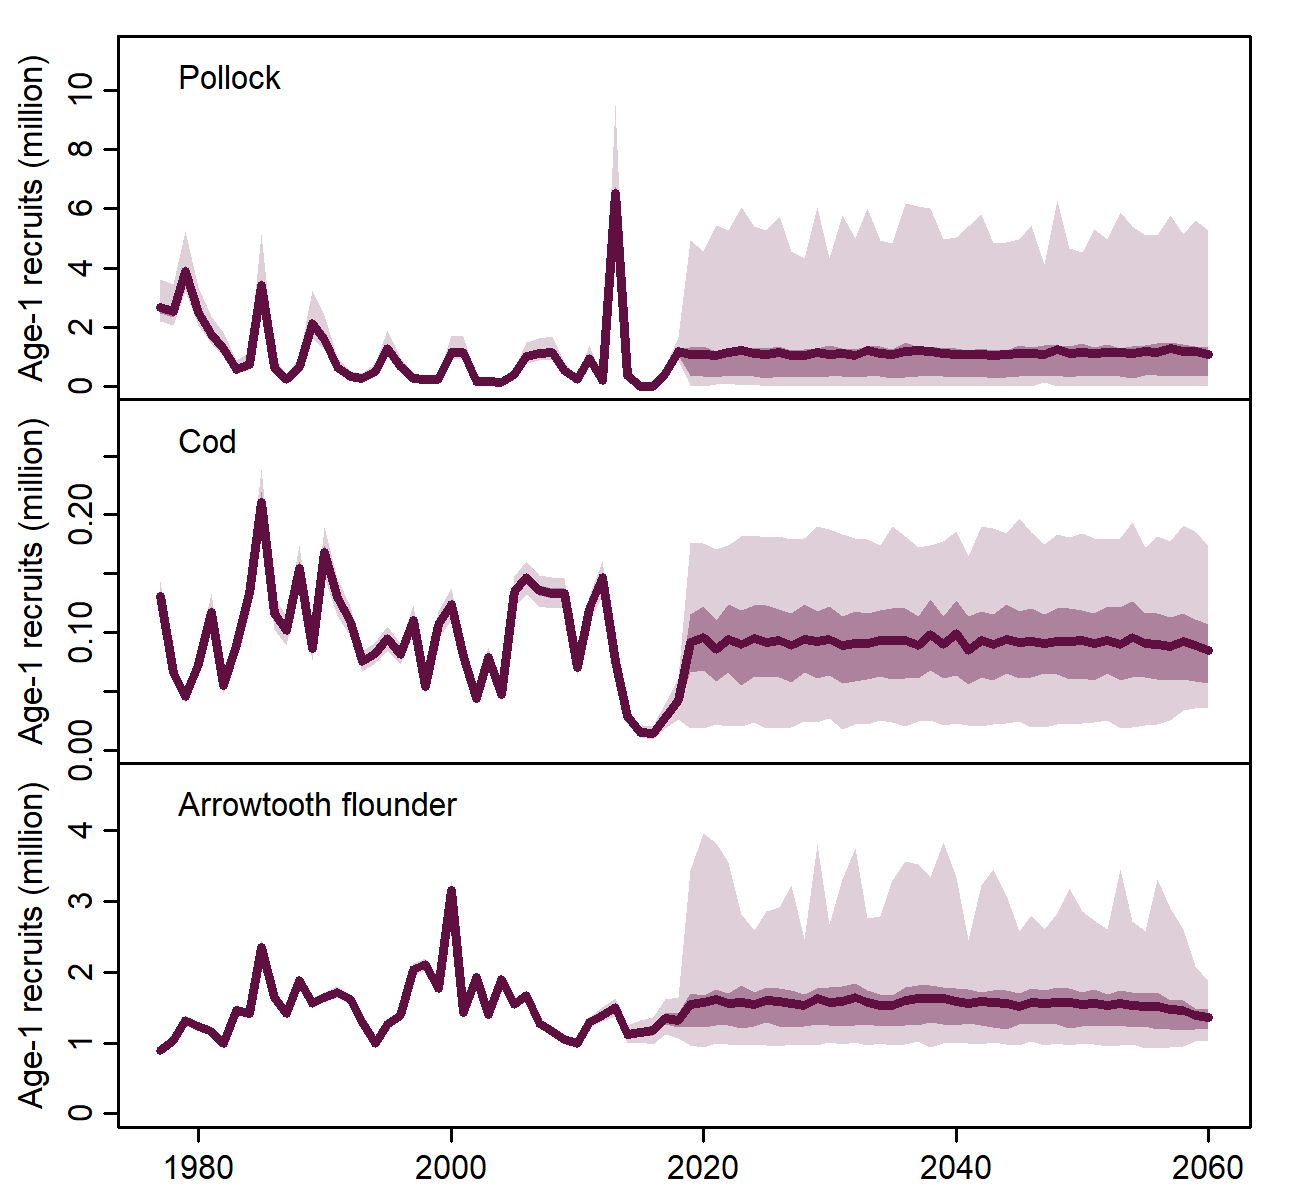 Pollock
Age-1 recruits (million)
10
8
6
4
2
0
Cod
Age-1 recruits (million)
0.20
0.10
0.00
Arrowtooth flounder
Age-1 recruits (million)
4
3
2
1
0
1980 2000 2020 2040 2060